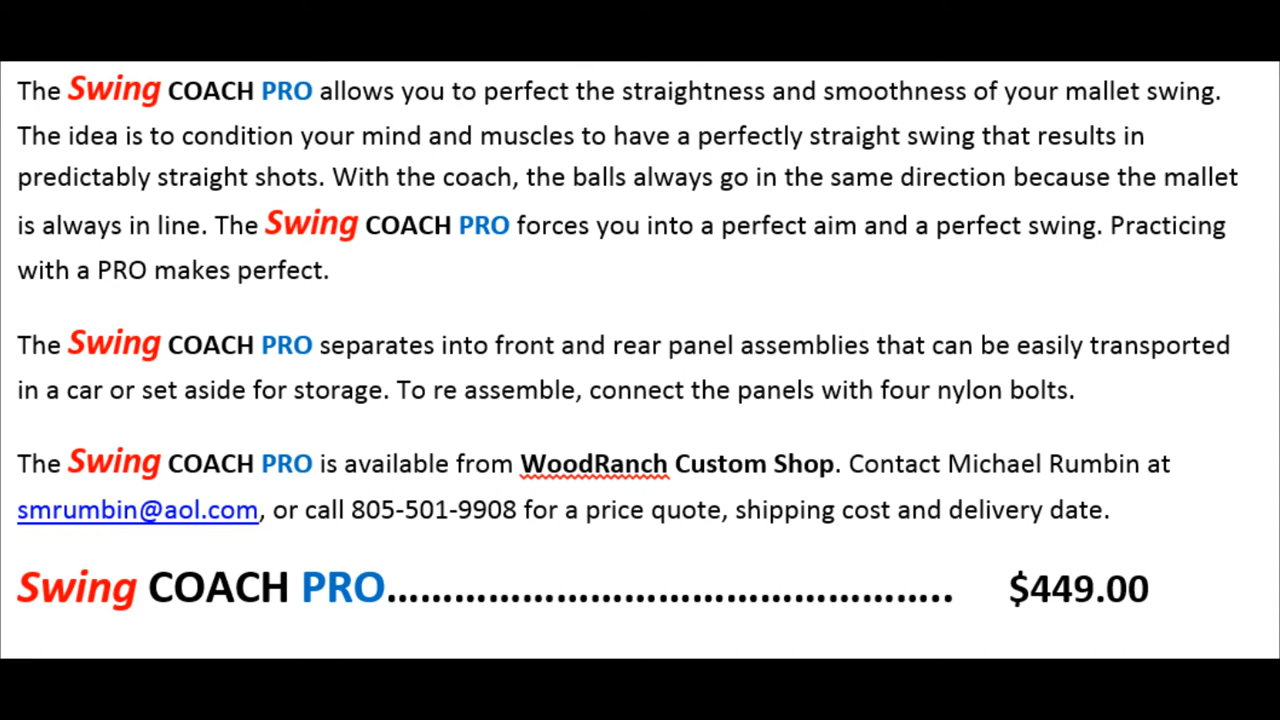 The Swing COACH PRO allows you to perfect the straightness and smoothness of your mallet swing.
The idea is to condition your mind and muscles to have a perfectly straight swing that results in
predictably straight shots. With the coach, the balls always go in the same direction because the mallet
is always in line. The Swing COACH PRO forces you into a perfect aim and a perfect swing. Practicing
with a PRO makes perfect.
The Swing COACH PRO separates into front and rear panel assemblies that can be easily transported
in a car or set aside for storage. To re assemble, connect the panels with four nylon bolts.
The Swing COACH PRO is available from WoodRanch Custom Shop. Contact Michael Rumbin at
smrumbin@aol.com, or call 805-501-9908 for a price quote, shipping cost and delivery date.
Swing COACH PRO……………………………………………….. $449.00